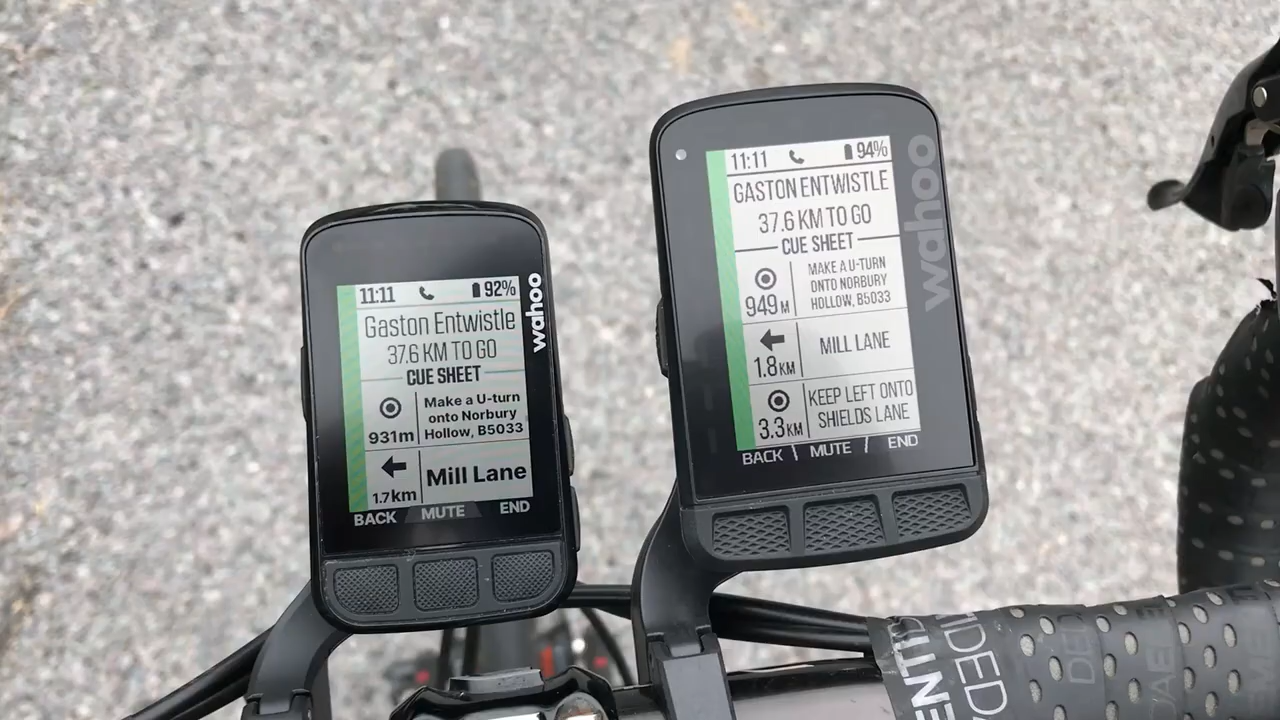 11:11 92%
Gaston Entwistle
37.6 KM TO GO
CUE SHEET
931m
Make a U-turn
onto Norbury
Hollow, B5033
1.7km
Mill Lane
BACK MUTE END
wahoo
11:11 94%
GASTON ENTWISTLE
37.6 KM TO GO
CUE SHEET
949M
MAKE A U-TURN
ONTO NORBURY
HOLLOW, B5033
1.8KM
MILL LANE
3.3KM
KEEP LEFT ONTO
SHIELDS LANE
BACK \ MUTE / END
wahoo